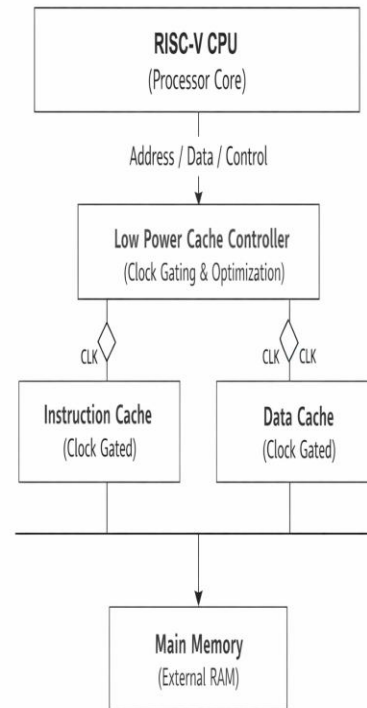 RISC-V CPU
(Processor Core)
Address / Data / Control
Low Power Cache Controller
(Clock Gating & Optimization)
CLK
CLK CLK
Instruction Cache
(Clock Gated)
Data Cache
(Clock Gated)
Main Memory
(External RAM)